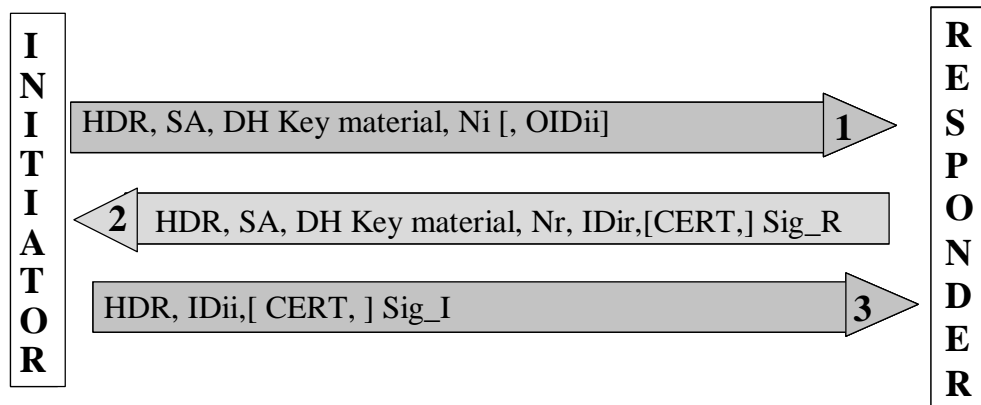 INITIATOR
HDR, SA, DH Key material, Ni [, OIDii]
1
2
HDR, SA, DH Key material, Nr, IDir,[CERT,] Sig_R
HDR, IDii,[ CERT, ] Sig_I
3
RESPONDER